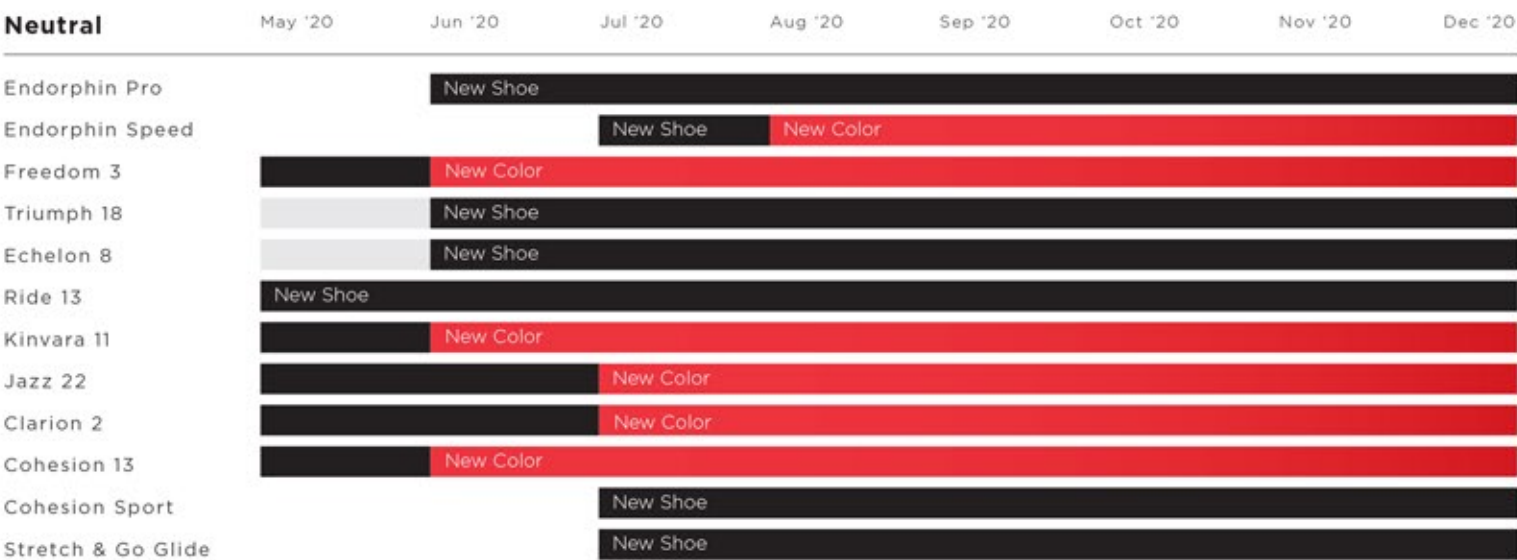 Neutral May '20 Jun '20 Jul '20 Aug '20 Sep '20 Oct '20 Nov '20 Dec '20
Endorphin Pro New Shoe
Endorphin Speed New Shoe New Color
Freedom 3 New Color
Triumph 18 New Shoe
Echelon 8 New Shoe
Ride 13 New Shoe
Kinvara 11 New Color
Jazz 22 New Color
Clarion 2 New Color
Cohesion 13 New Color
Cohesion Sport New Shoe
Stretch & Go Glide New Shoe